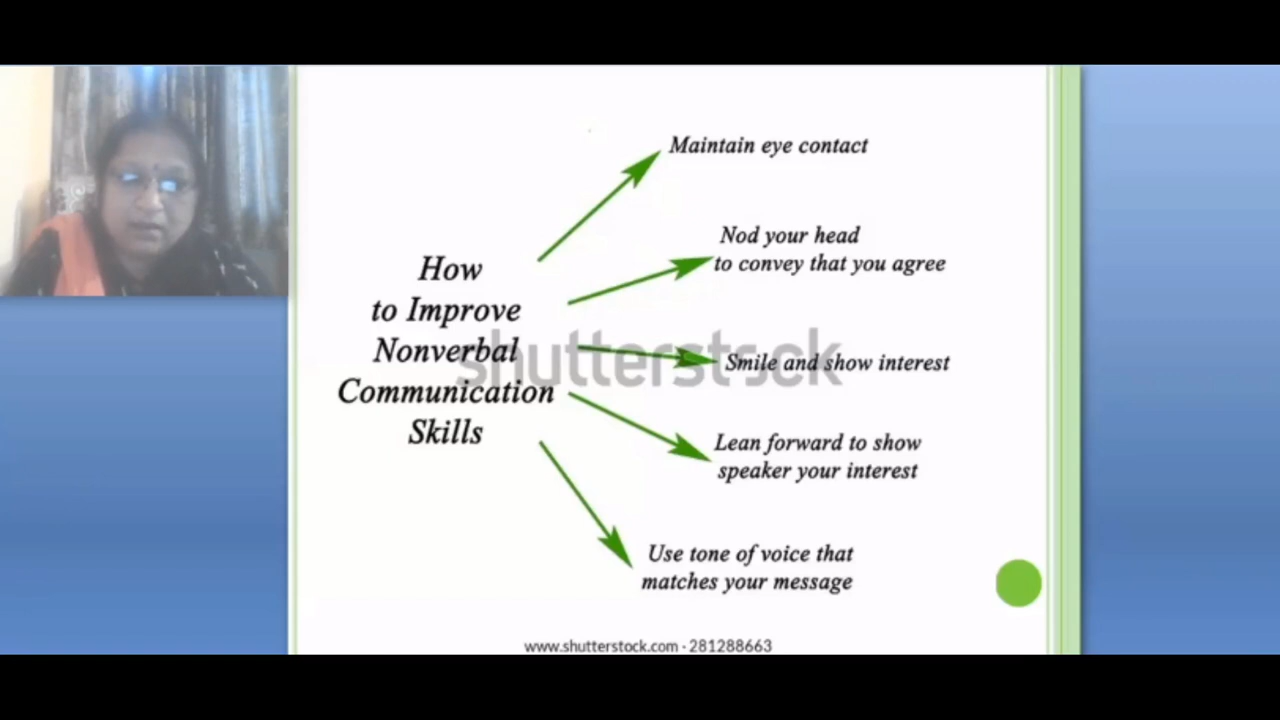 Maintain eye contact
Nod your head
to convey that you agree
How
to Improve
Nonverbal
Communication
Skills
shutterstock
Smile and show interest
Lean forward to show
speaker your interest
Use tone of voice that
matches your message
www.shutterstock.com · 281288663